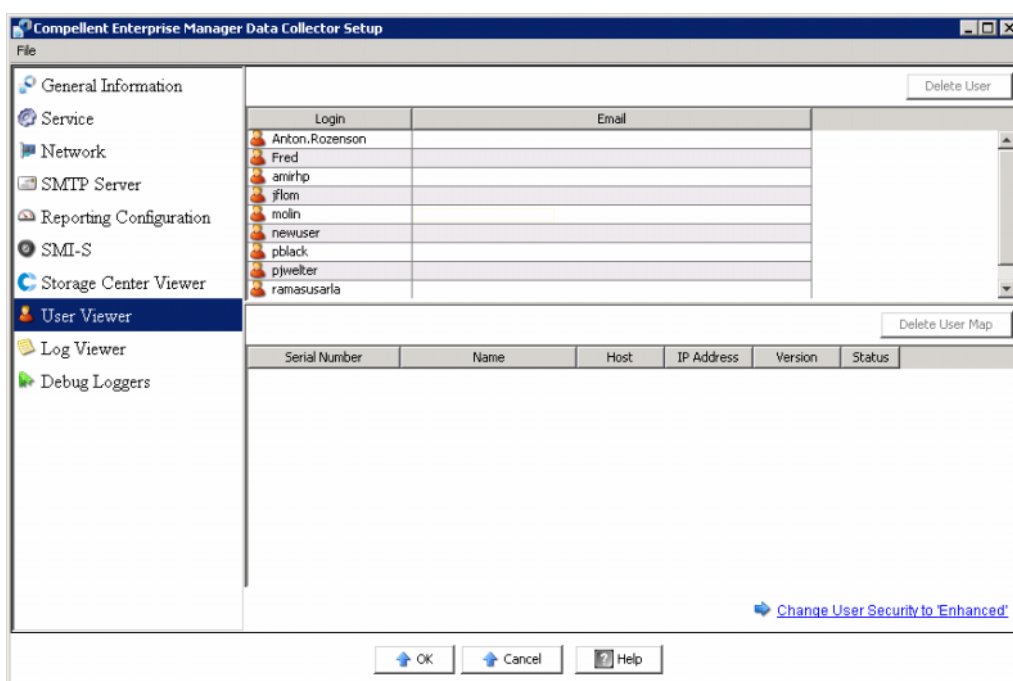 Compellent Enterprise Manager Data Collector Setup
File
General Information
Service
Network
SMTP Server
Reporting Configuration
SMI-S
Storage Center Viewer
User Viewer
Log Viewer
Debug Loggers
Delete User
Login Email
Anton.Rozenson
Fred
amirhp
jflom
molin
newuser
pblack
pjwelter
ramasusarla
Delete User Map
Serial Number Name Host IP Address Version Status
Change User Security to 'Enhanced'
OK Cancel Help